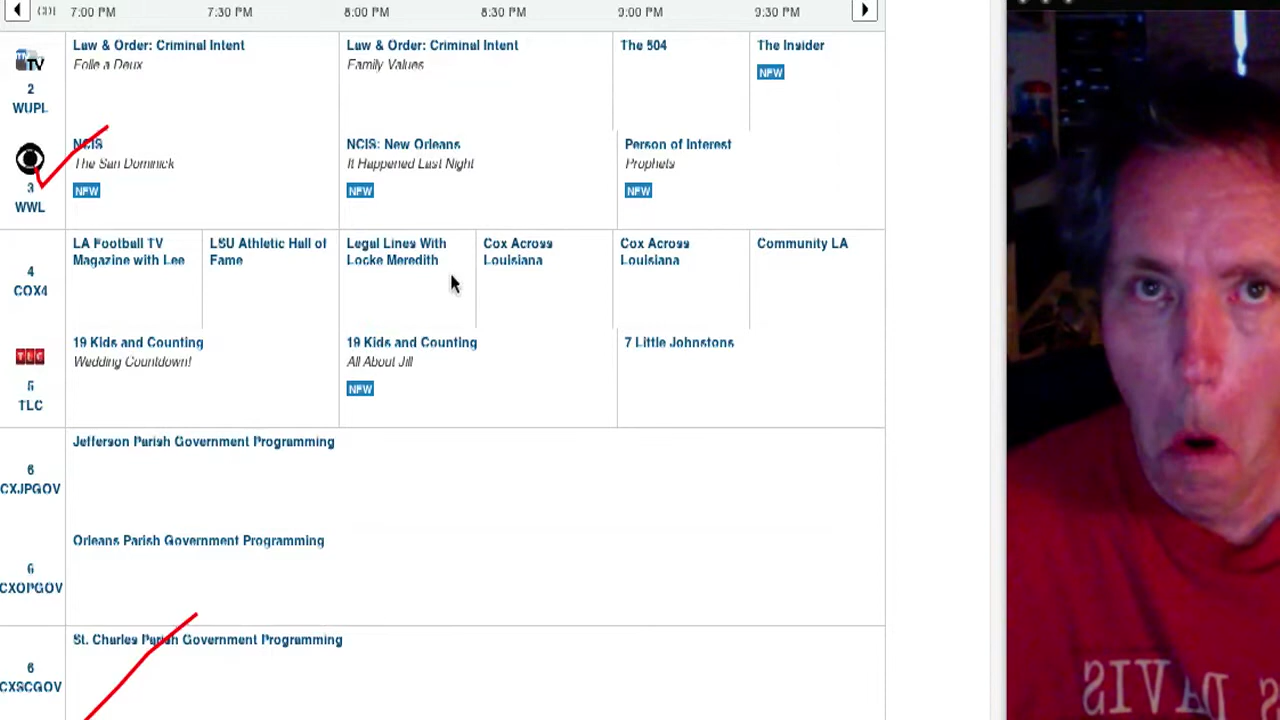 CDT 7:00 PM 7:30 PM 8:00 PM 8:30 PM 9:00 PM 9:30 PM
TV
2
WUPL
Law & Order: Criminal Intent
Folie a Deux
Law & Order: Criminal Intent
Family Values
The 504
The Insider
NEW
3
WWL
NCIS
The San Dominick
NEW
NCIS: New Orleans
It Happened Last Night
NEW
Person of Interest
Prophets
NEW
4
COX4
LA Football TV
Magazine with Lee
LSU Athletic Hall of
Fame
Legal Lines With
Locke Meredith
Cox Across
Louisiana
Cox Across
Louisiana
Community LA
TLC
5
TLC
19 Kids and Counting
Wedding Countdown!
19 Kids and Counting
All About Jill
NEW
7 Little Johnstons
6
CXJPGOV
Jefferson Parish Government Programming
6
CXOPGOV
Orleans Parish Government Programming
6
CXSCGOV
St. Charles Parish Government Programming